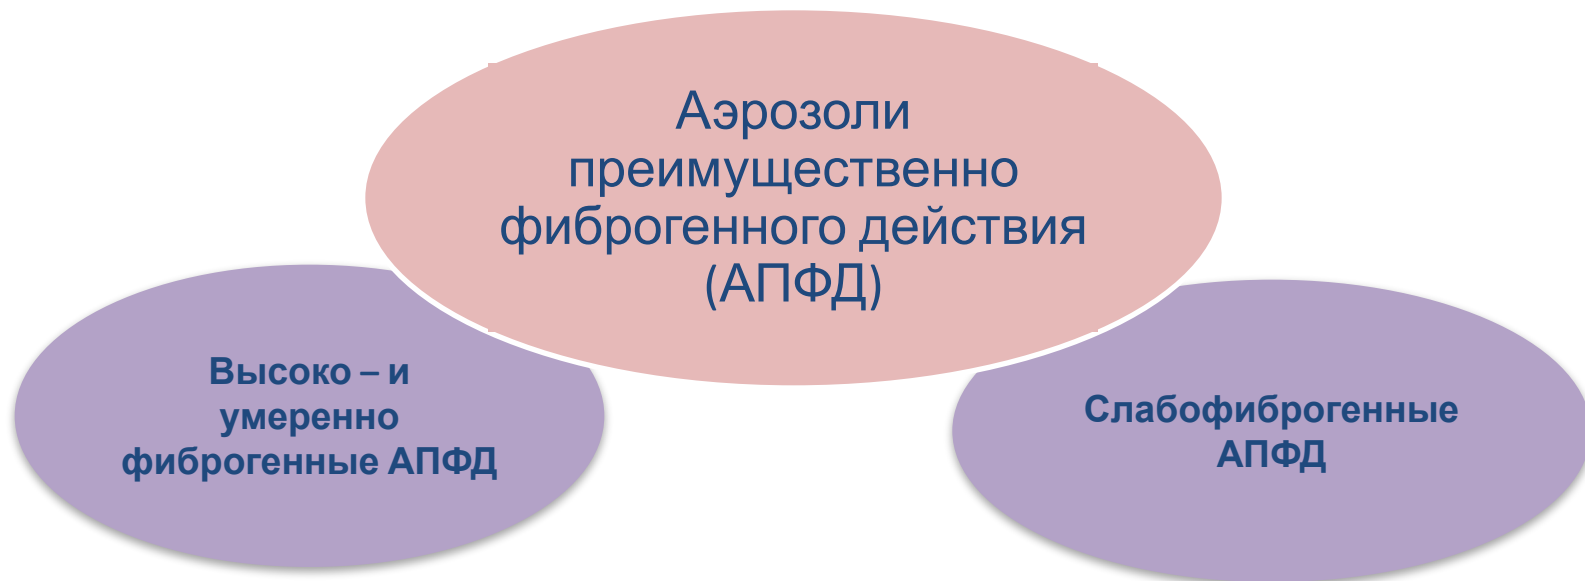 Аэрозоли
преимущественно
фиброгенного действия
(АПФД)
Высоко – и
умеренно
фиброгенные АПФД
Слабофиброгенные
АПФД